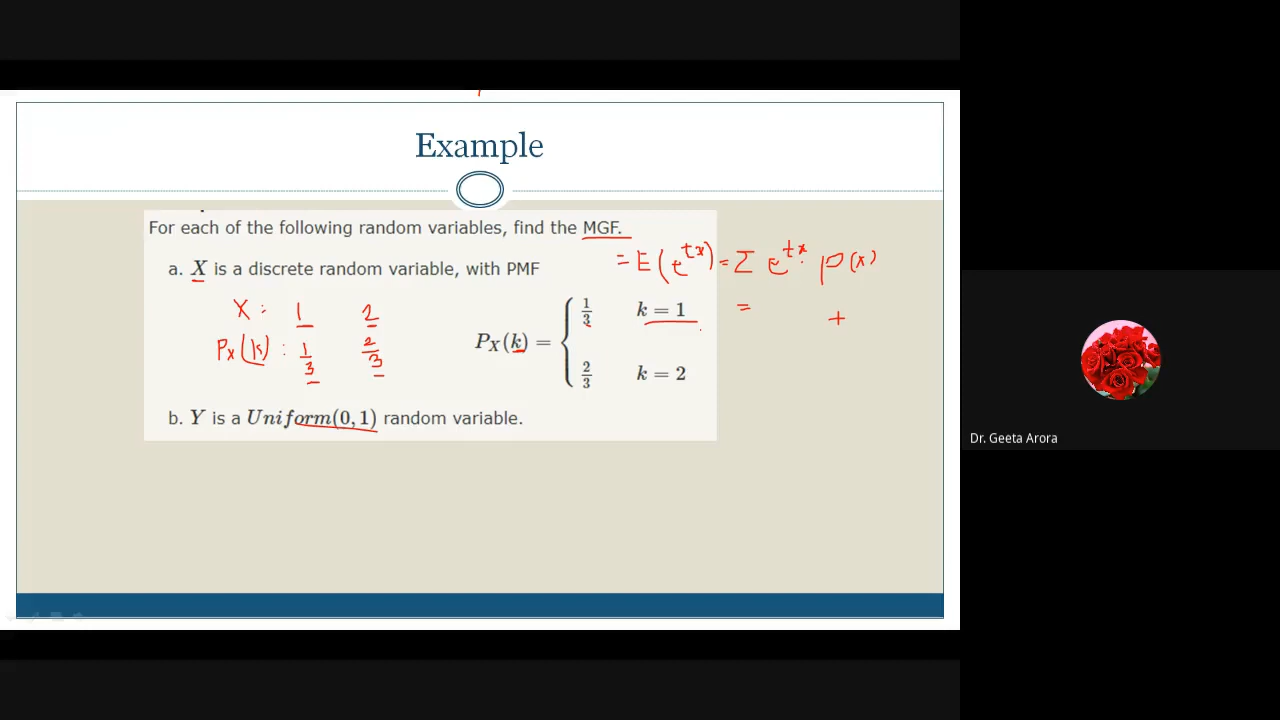 Example
For each of the following random variables, find the MGF.
= E(e^{tx}) = Σ e^{tx} p(x)
a. X is a discrete random variable, with PMF
X : 1 2
= +
P_X(k) : 1/3 2/3
P_X(k) = { 1/3 k = 1
2/3 k = 2
b. Y is a Uniform(0, 1) random variable.
Dr. Geeta Arora